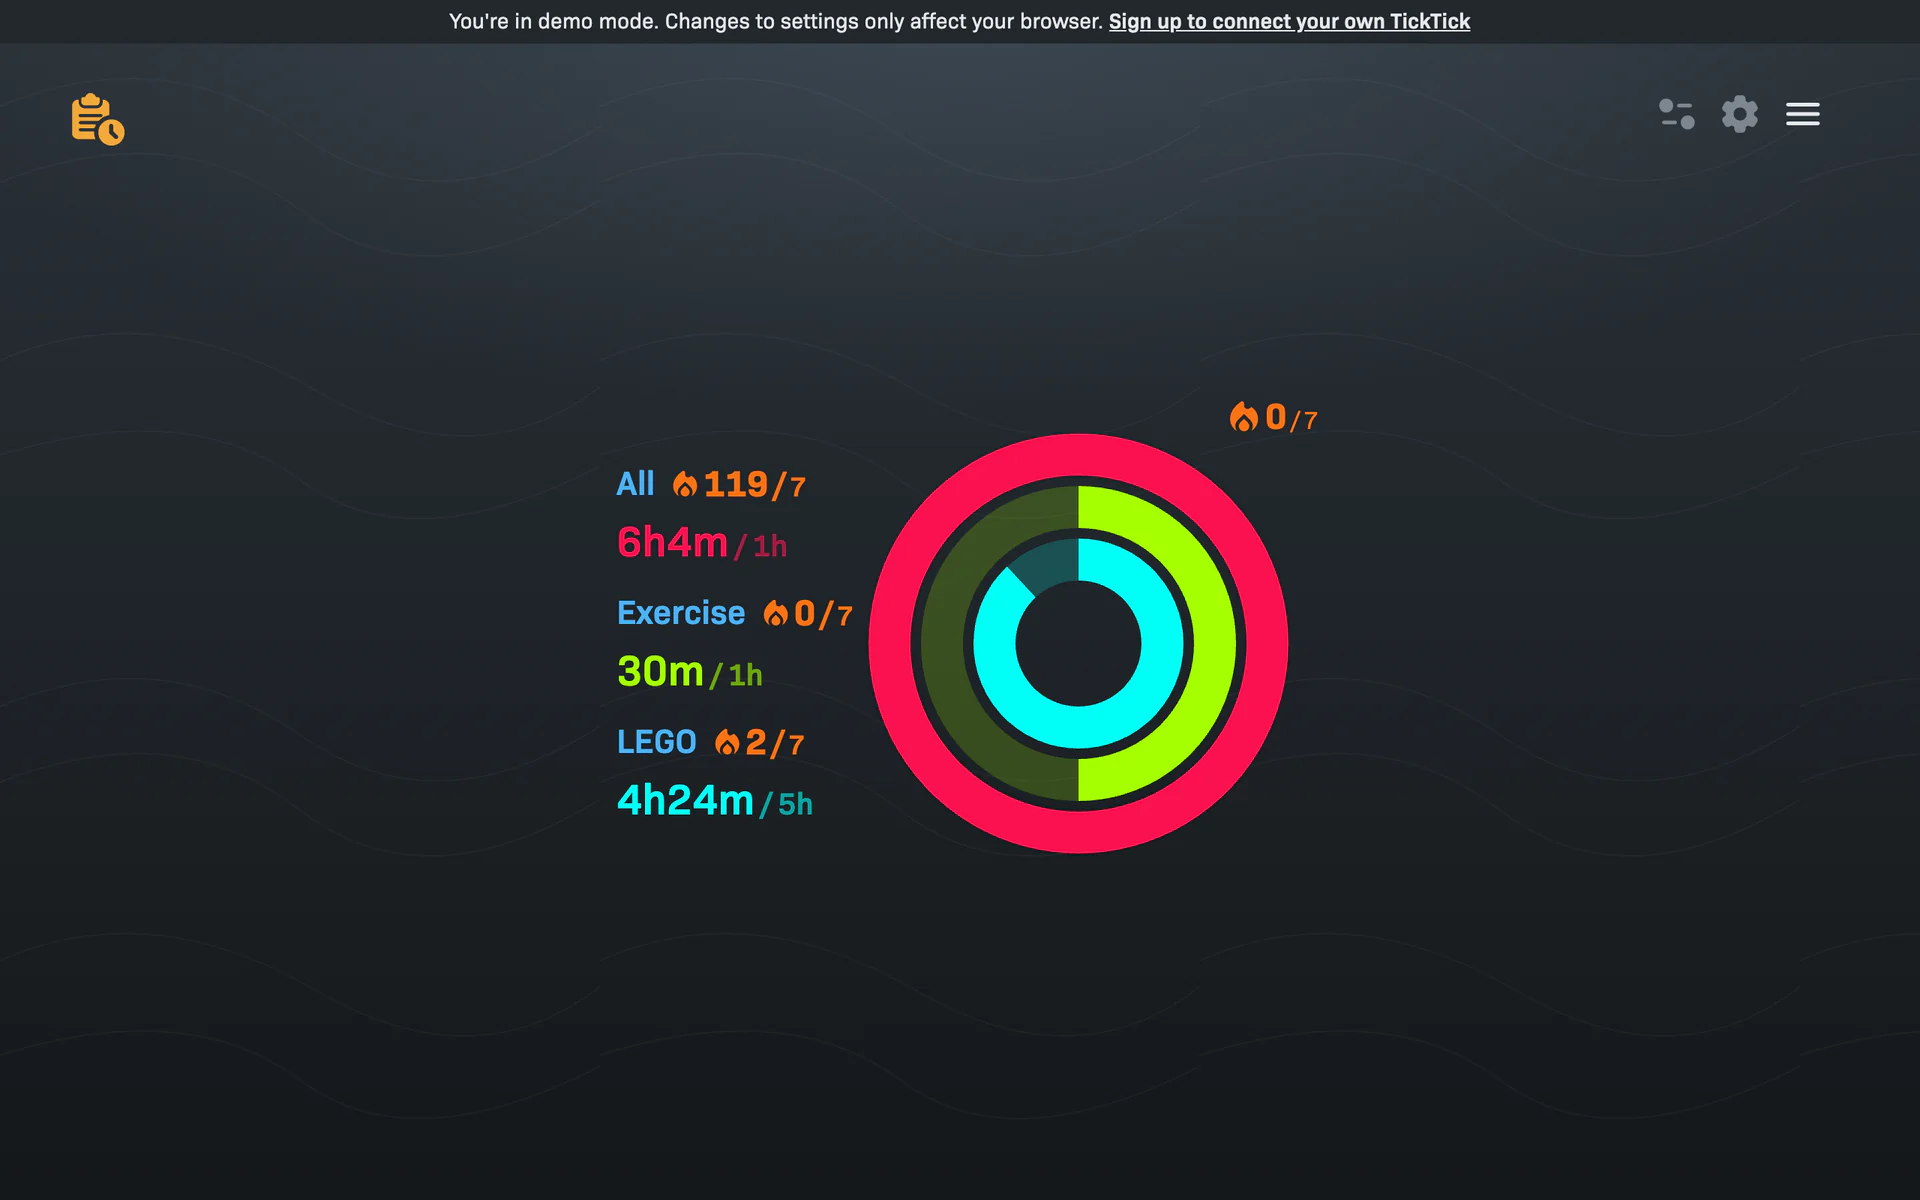 You're in demo mode. Changes to settings only affect your browser. Sign up to connect your own TickTick
0/7
All 119/7
6h4m/1h
Exercise 0/7
30m/1h
LEGO 2/7
4h24m/5h